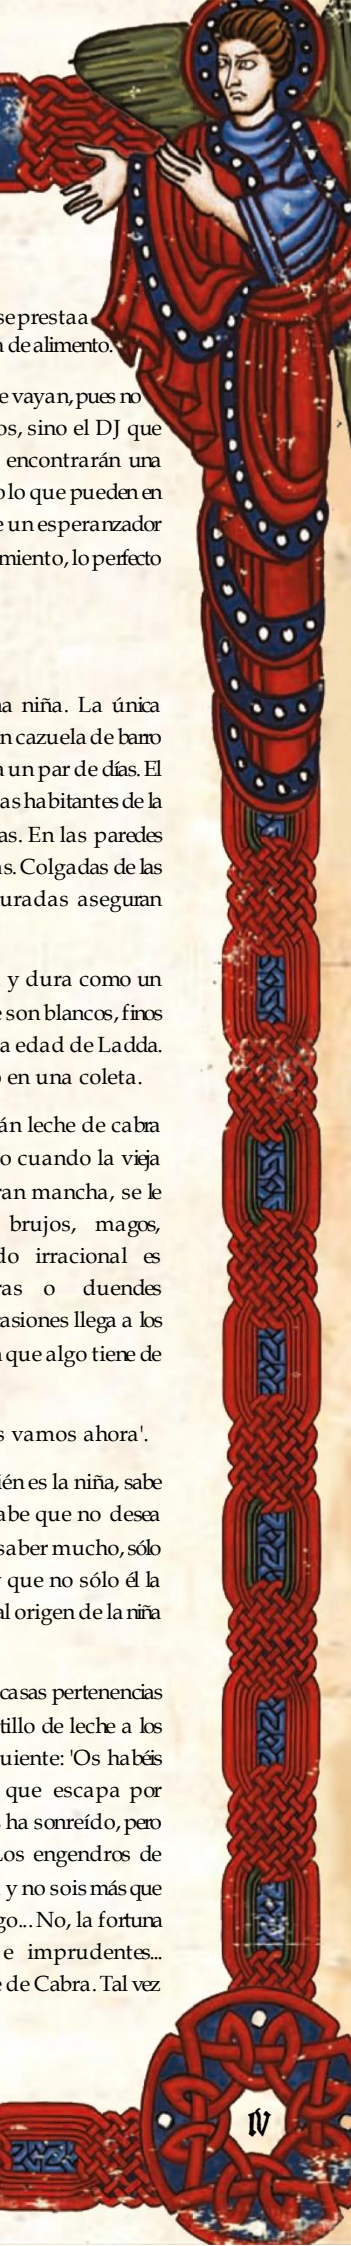 se presta a
a de alimento.
e vayan, pues no
os, sino el DJ que
encontrarán una
o lo que pueden en
e un esperanzador
miento, lo perfecto
a niña. La única
n cazuela de barro
a un par de días. El
as habitantes de la
as. En las paredes
as. Colgadas de las
uradas aseguran
y dura como un
e son blancos, finos
a edad de Ladda.
o en una coleta.
án leche de cabra
o cuando la vieja
ran mancha, se le
brujos, magos,
do irracional es
ras o duendes
asiones llega a los
a que algo tiene de
s vamos ahora'.
ién es la niña, sabe
abe que no desea
saber mucho, sólo
y que no sólo él la
al origen de la niña
casas pertenencias
tillo de leche a los
uiente: 'Os habéis
que escapa por
ha sonreído, pero
Los engendros de
y no sois más que
go... No, la fortuna
e imprudentes...
e de Cabra. Tal vez
IV